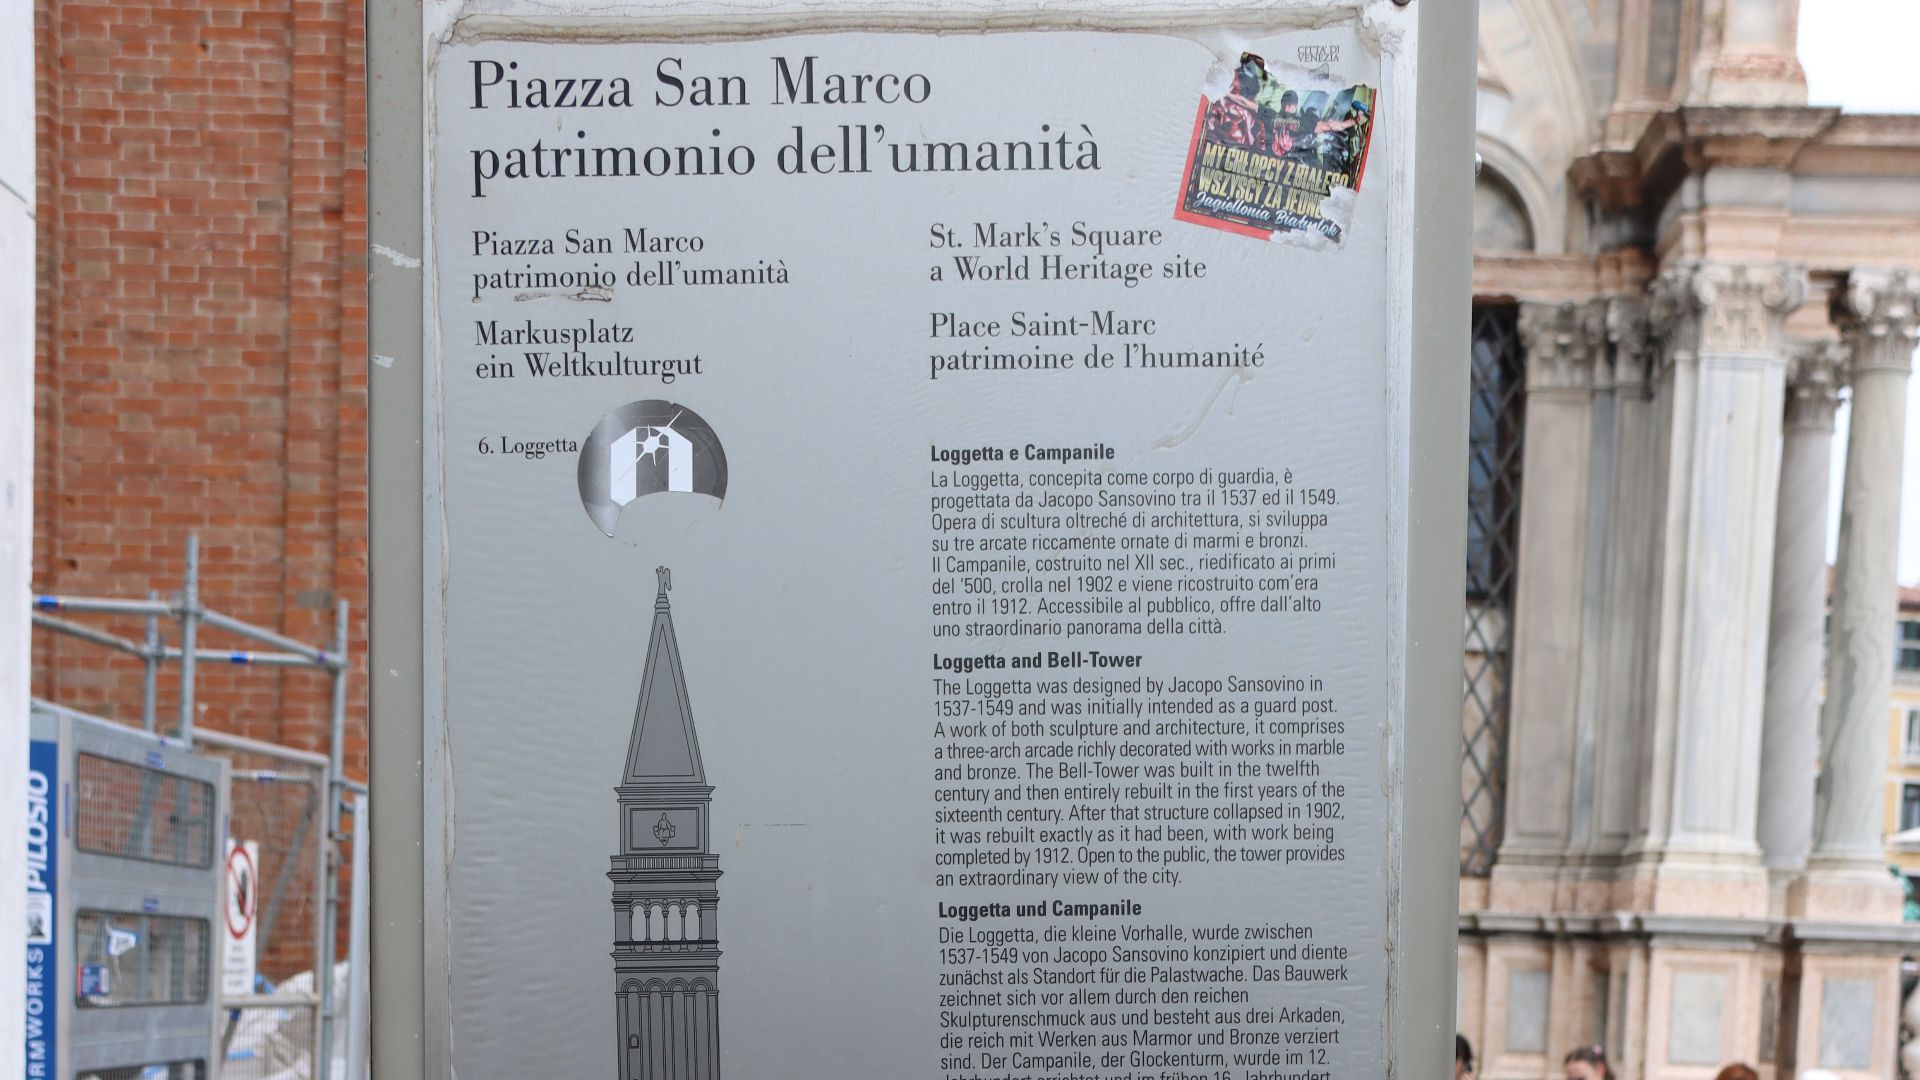 Piazza San Marco
patrimonio dell'umanità
CITTA' DI
VENEZIA
MY CHŁOPCY Z BIAŁEGO
WSZYSCY ZA JEDNE
Jagiellonia Białystok
Piazza San Marco
patrimonio dell'umanità
St. Mark's Square
a World Heritage site
Markusplatz
ein Weltkulturgut
Place Saint-Marc
patrimoine de l'humanité
6. Loggetta
Loggetta e Campanile
La Loggetta, concepita come corpo di guardia, è
progettata da Jacopo Sansovino tra il 1537 ed il 1549.
Opera di scultura oltreché di architettura, si sviluppa
su tre arcate riccamente ornate di marmi e bronzi.
Il Campanile, costruito nel XII sec., riedificato ai primi
del '500, crolla nel 1902 e viene ricostruito com'era
entro il 1912. Accessibile al pubblico, offre dall'alto
uno straordinario panorama della città.
Loggetta and Bell-Tower
The Loggetta was designed by Jacopo Sansovino in
1537-1549 and was initially intended as a guard post.
A work of both sculpture and architecture, it comprises
a three-arch arcade richly decorated with works in marble
and bronze. The Bell-Tower was built in the twelfth
century and then entirely rebuilt in the first years of the
sixteenth century. After that structure collapsed in 1902,
it was rebuilt exactly as it had been, with work being
completed by 1912. Open to the public, the tower provides
an extraordinary view of the city.
Loggetta und Campanile
Die Loggetta, die kleine Vorhalle, wurde zwischen
1537-1549 von Jacopo Sansovino konzipiert und diente
zunächst als Standort für die Palastwache. Das Bauwerk
zeichnet sich vor allem durch den reichen
Skulpturenschmuck aus und besteht aus drei Arkaden,
die reich mit Werken aus Marmor und Bronze verziert
sind. Der Campanile, der Glockenturm, wurde im 12.
Jahrhundert errichtet und im frühen 16. Jahrhundert
PILOSIO
ORMWORKS